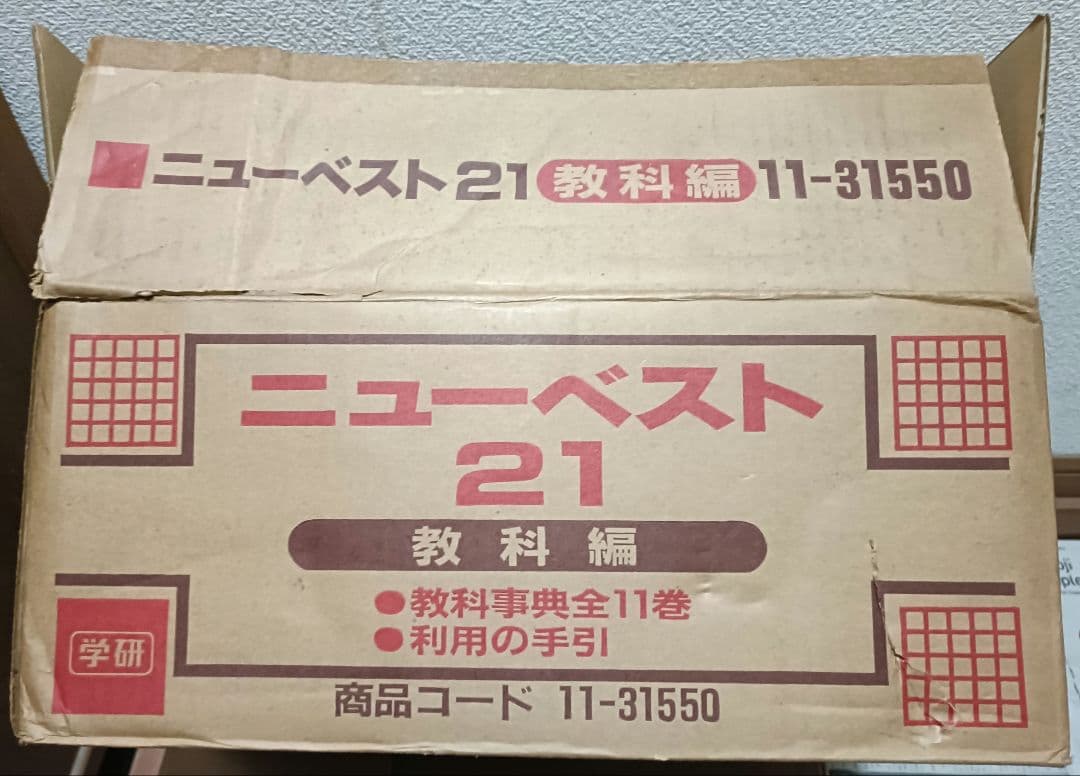 ニューベスト21 教科編 11-31550
ニューベスト
21
教科編
●教科事典全11巻
●利用の手引
学研
商品コード 11-31550